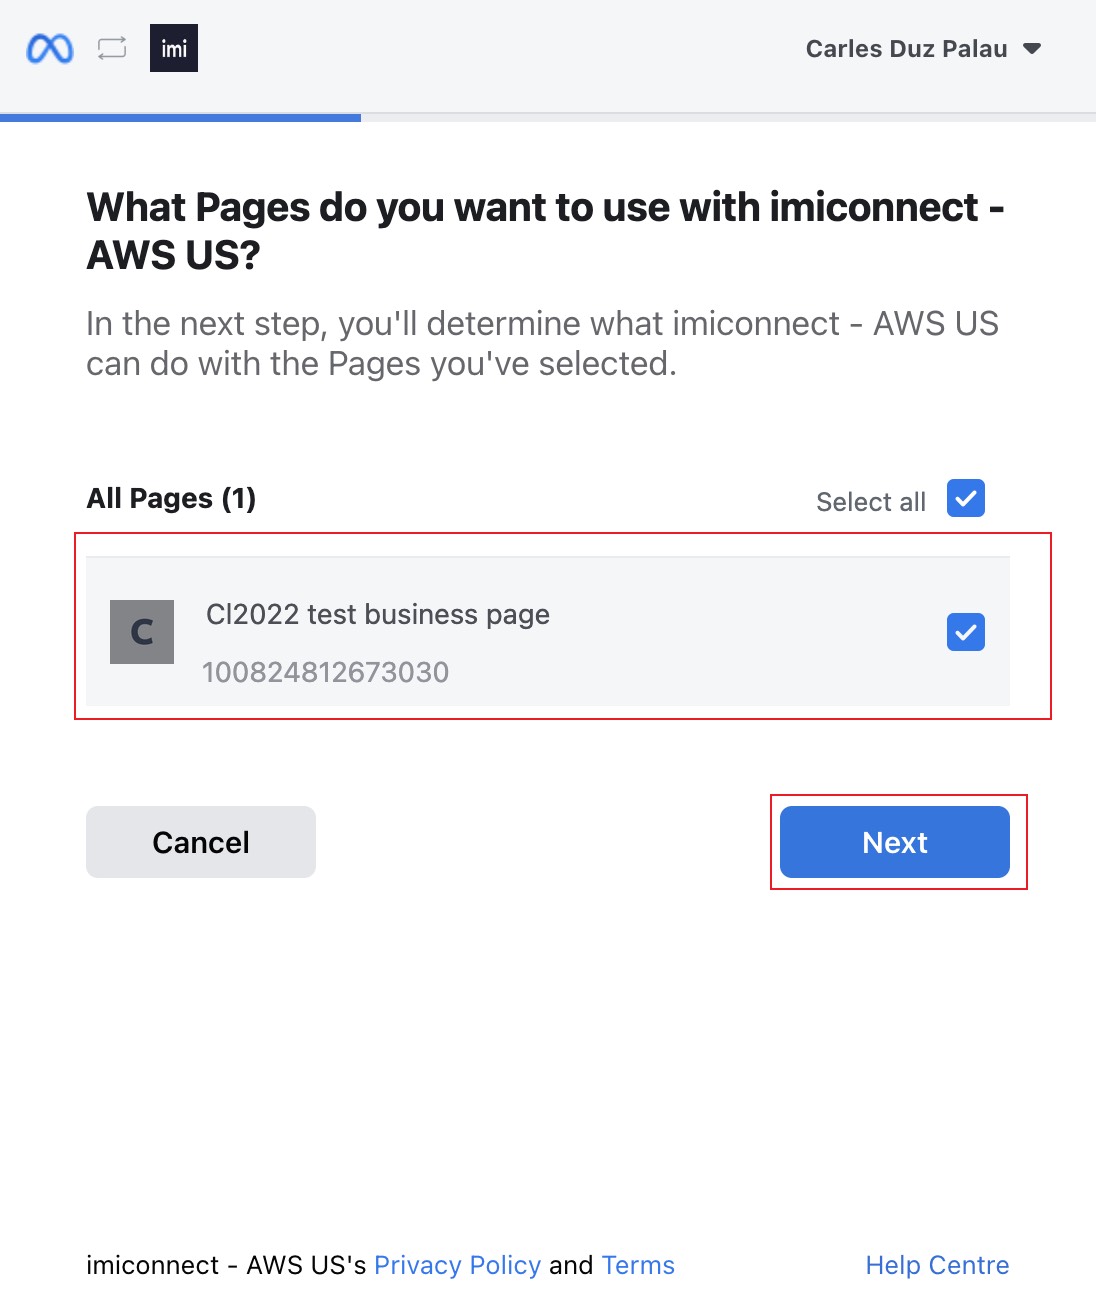 imi
Carles Duz Palau
What Pages do you want to use with imiconnect -
AWS US?
In the next step, you'll determine what imiconnect - AWS US
can do with the Pages you've selected.
All Pages (1)
Select all
C
Cl2022 test business page
100824812673030
Cancel
Next
imiconnect - AWS US's Privacy Policy and Terms
Help Centre